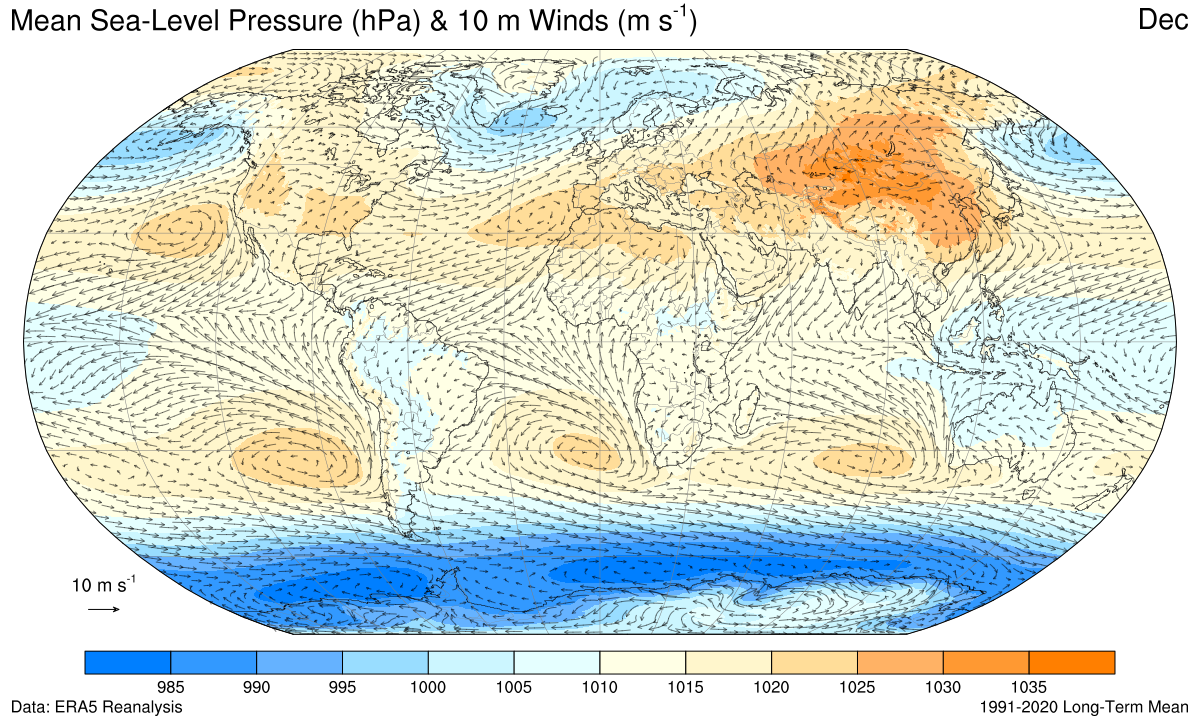 Mean Sea-Level Pressure (hPa) & 10 m Winds (m s⁻¹) Dec
10 m s⁻¹
985 990 995 1000 1005 1010 1015 1020 1025 1030 1035
Data: ERA5 Reanalysis 1991-2020 Long-Term Mean